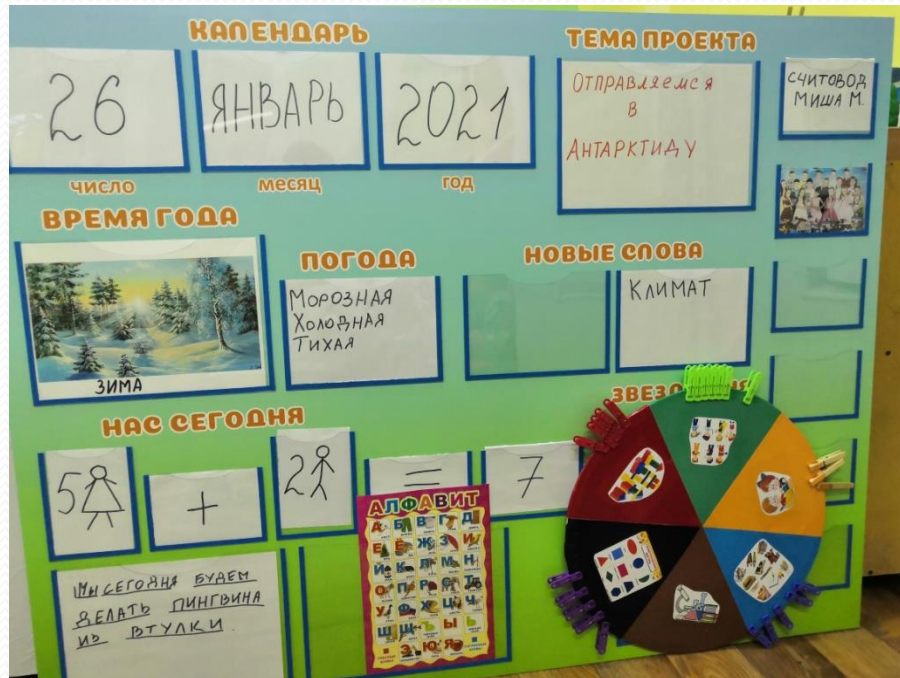 КАЛЕНДАРЬ
ТЕМА ПРОЕКТА
26
ЯНВАРЬ
2021
ОТПРАВЛЯЕМСЯ
В
АНТАРКТИДУ
СЧИТОВОД
МИША М.
число
месяц
год
ВРЕМЯ ГОДА
ПОГОДА
НОВЫЕ СЛОВА
МОРОЗНАЯ
ХОЛОДНАЯ
ТИХАЯ
КЛИМАТ
ЗИМА
НАС СЕГОДНЯ
5
+
2
=
7
МЫ СЕГОДНЯ БУДЕМ
ДЕЛАТЬ ПИНГВИНА
ИЗ ВТУЛКИ.
АЛФАВИТ
А Б В Г Д
Е Ё Ж З И
Й К Л М Н
О П Р С Т
У Ф Х Ц Ч
Ш Щ Ъ Ы Ь
Э Ю Я